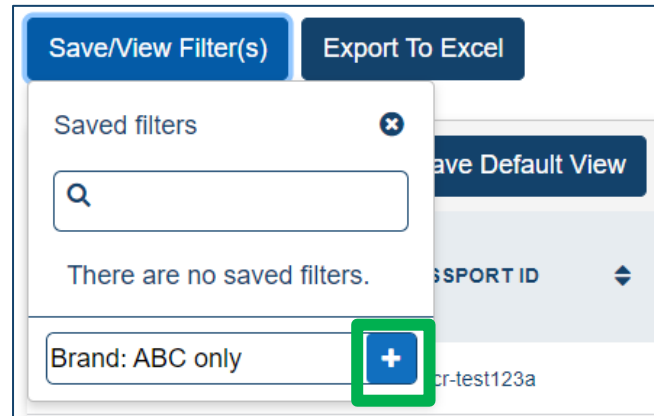 Save/View Filter(s) Export To Excel
Saved filters
ave Default View
There are no saved filters.
SSPORT ID
Brand: ABC only
cr-test123a